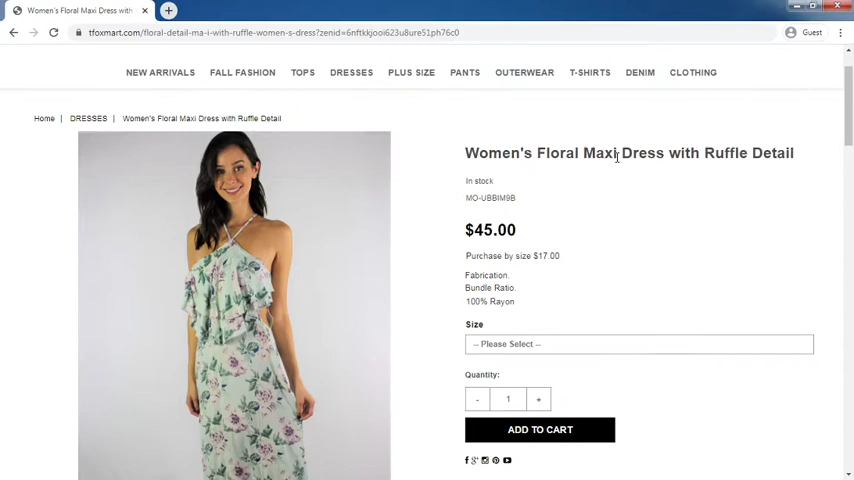 Women's Floral Maxi Dress with
Guest
tfoxmart.com/floral-detail-ma-i-with-ruffle-women-s-dress?zenid=6nftkkjooi623u8ure51ph76c0
NEW ARRIVALS FALL FASHION TOPS DRESSES PLUS SIZE PANTS OUTERWEAR T-SHIRTS DENIM CLOTHING
Home | DRESSES | Women's Floral Maxi Dress with Ruffle Detail
Women's Floral Maxi Dress with Ruffle Detail
In stock
MO-UBBIM9B
$45.00
Purchase by size $17.00
Fabrication.
Bundle Ratio.
100% Rayon
Size
-- Please Select --
Quantity:
- 1 +
ADD TO CART